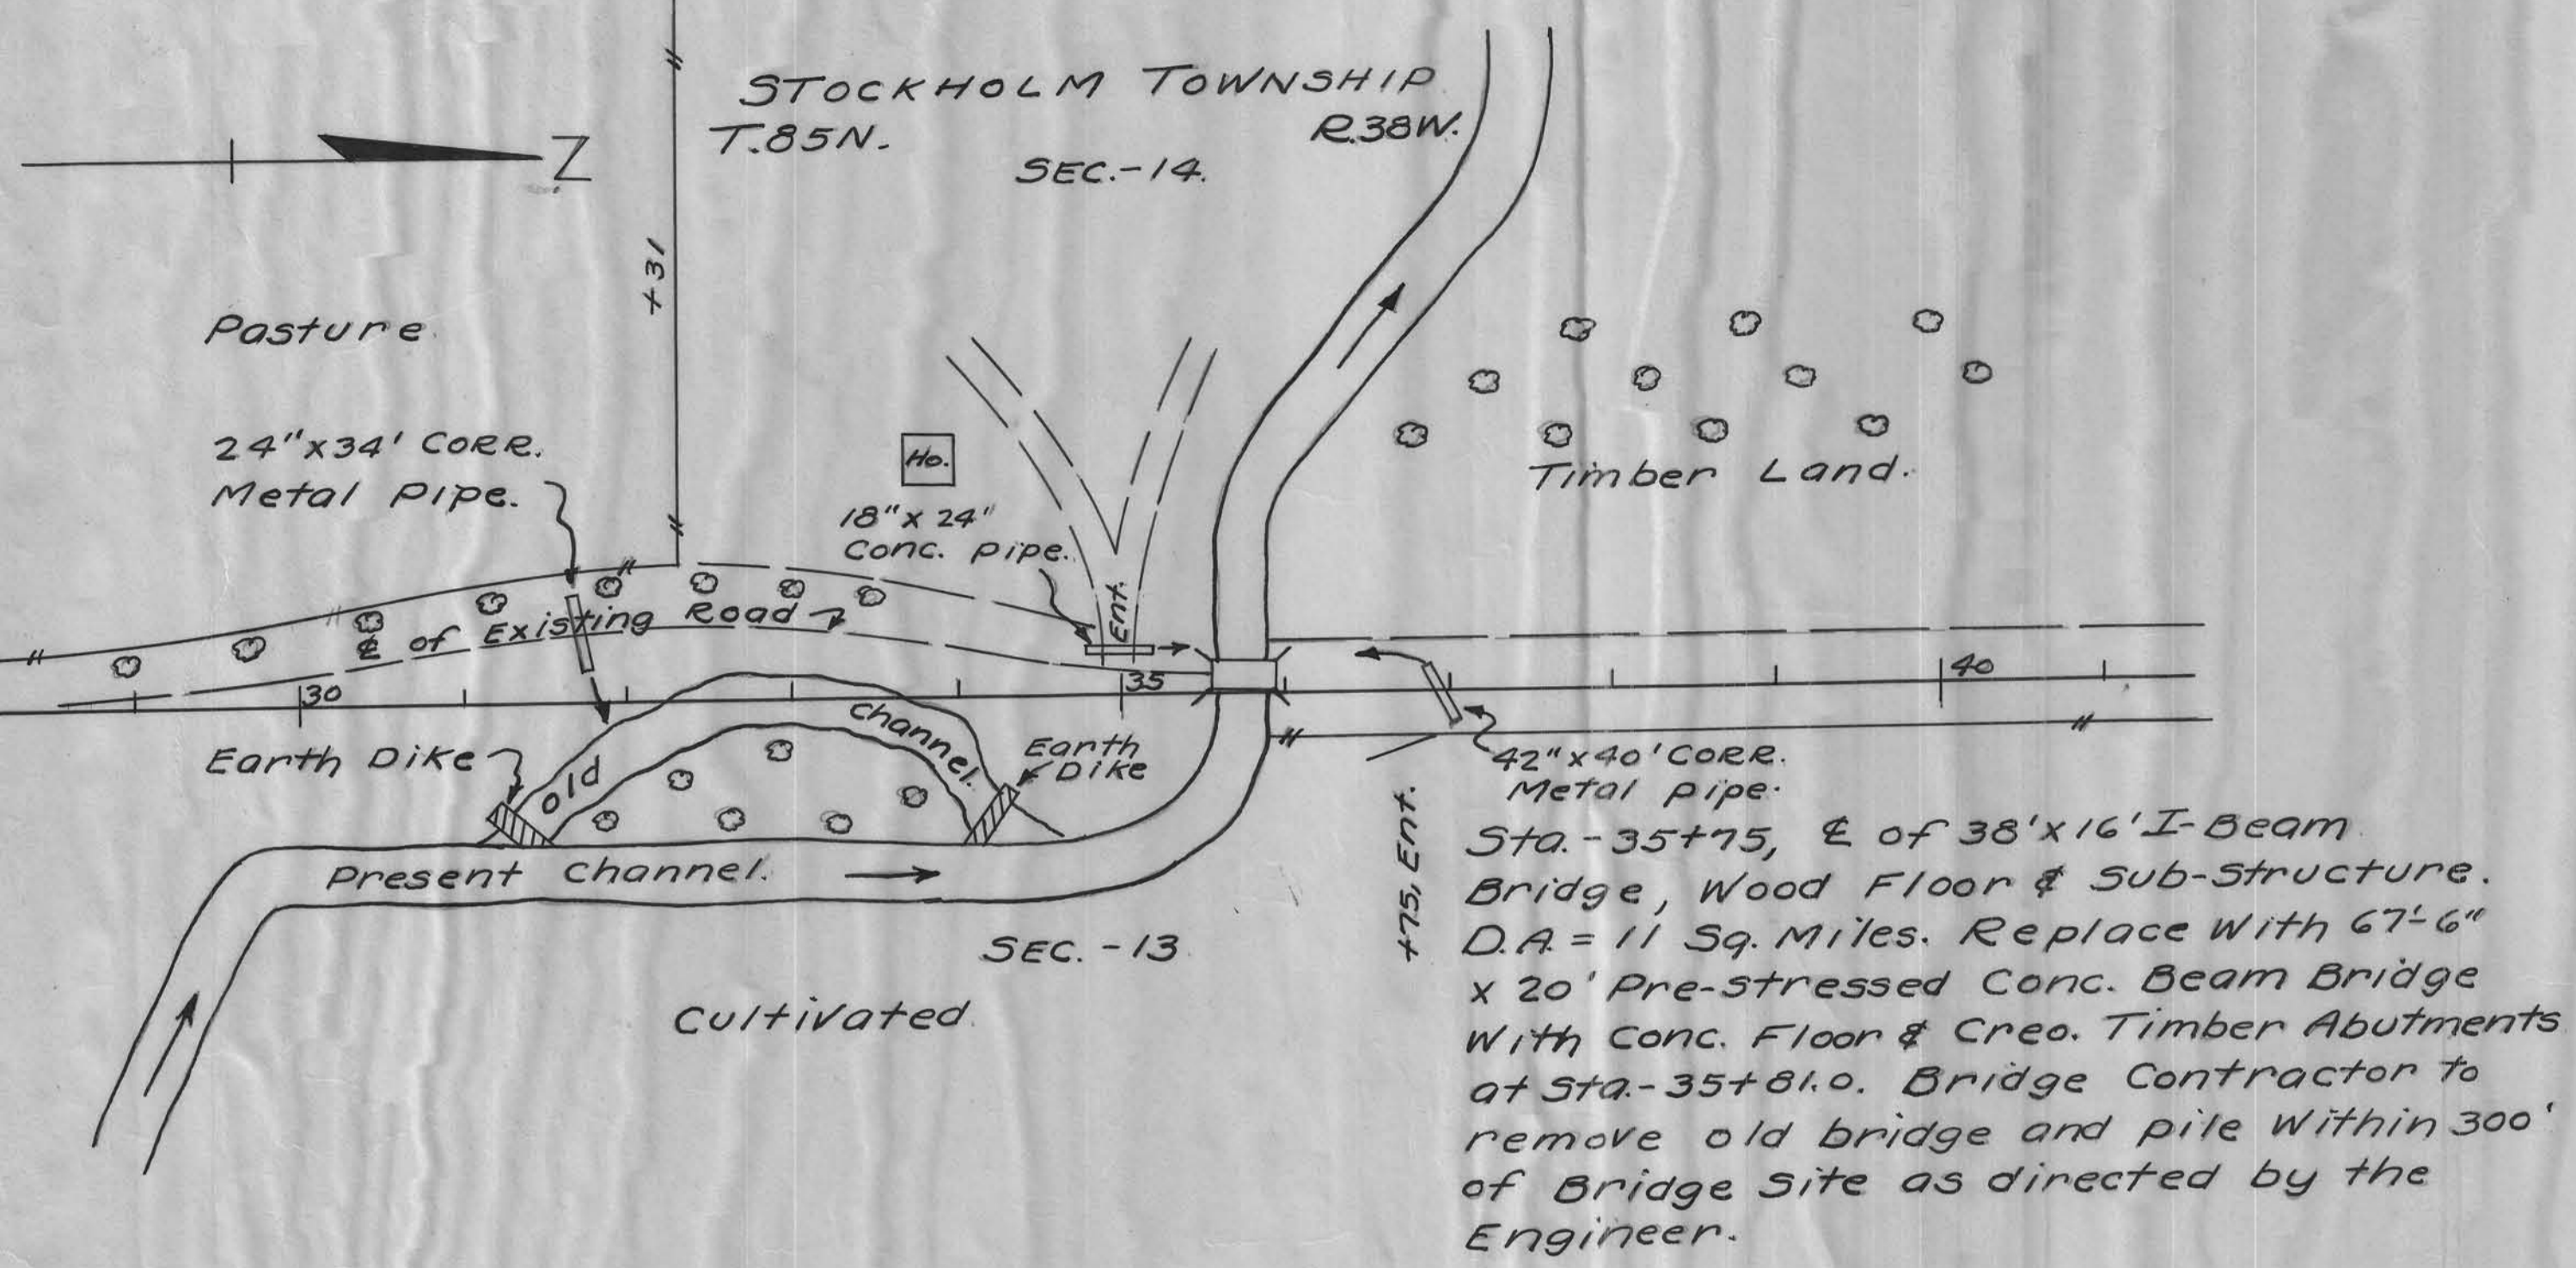 STOCKHOLM TOWNSHIP
T.85N. R.38W.
SEC.-14.
N
+31
Pasture
24"x34' CORR.
Metal Pipe.
Ho.
18"x 24"
Conc. Pipe.
Ent.
Timber Land.
℄ of Existing Road
30
35
40
Old Channel.
Earth Dike
Earth
Dike
42"x40' CORR.
Metal Pipe.
Present Channel.
SEC.-13
Cultivated
+75, Ent.
Sta.-35+75, ℄ of 38'x16' I-Beam
Bridge, Wood Floor & Sub-Structure.
D.A. = 11 Sq. Miles. Replace With 67'-6"
x 20' Pre-stressed Conc. Beam Bridge
With Conc. Floor & Creo. Timber Abutments
at Sta.-35+81.0. Bridge Contractor to
remove old bridge and pile Within 300'
of Bridge Site as directed by the
Engineer.